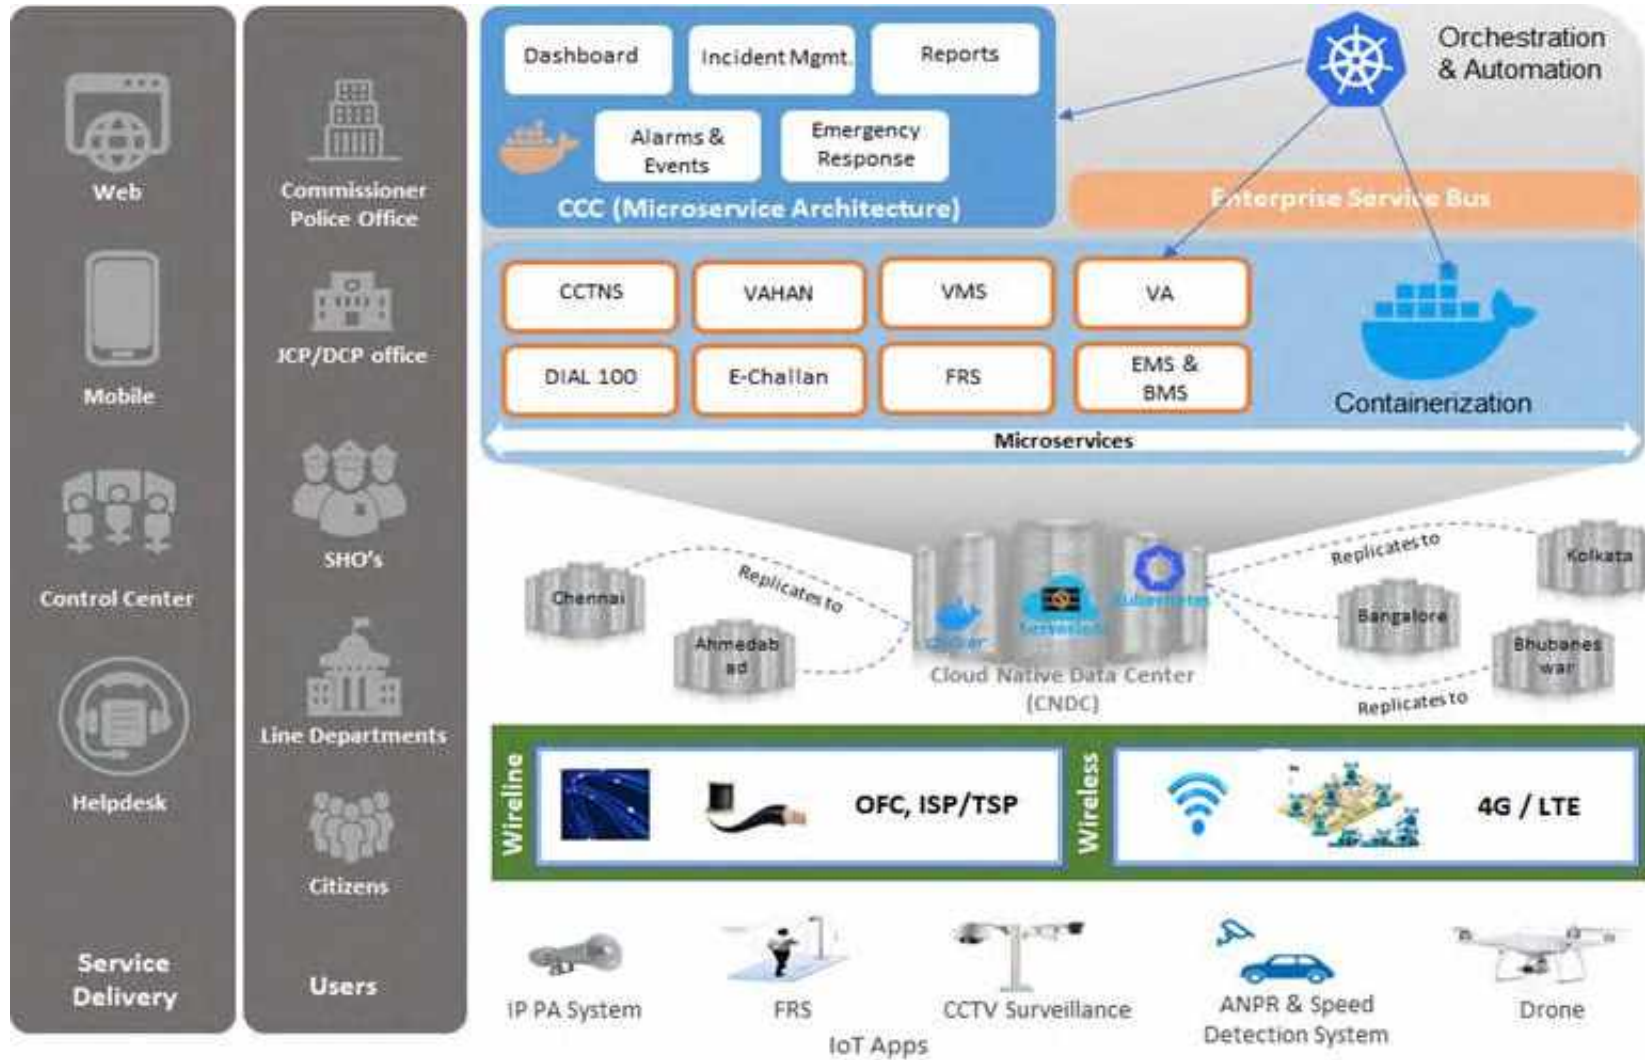 Web
Mobile
Control Center
Helpdesk
Service
Delivery
Commissioner
Police Office
JCP/DCP office
SHO's
Line Departments
Citizens
Users
Dashboard
Incident Mgmt.
Reports
Alarms &
Events
Emergency
Response
CCC (Microservice Architecture)
Orchestration
& Automation
Enterprise Service Bus
CCTNS
VAHAN
VMS
VA
DIAL 100
E-Challan
FRS
EMS &
BMS
Containerization
Microservices
Chennai
Replicates to
Ahmedab
ad
docker
kubernetes
Cloud Native Data Center
(CNDC)
Replicates to
Kolkata
Bangalore
Bhubanes
war
Replicates to
Wireline
OFC, ISP/TSP
Wireless
4G / LTE
IP PA System
FRS
CCTV Surveillance
ANPR & Speed
Detection System
Drone
IoT Apps